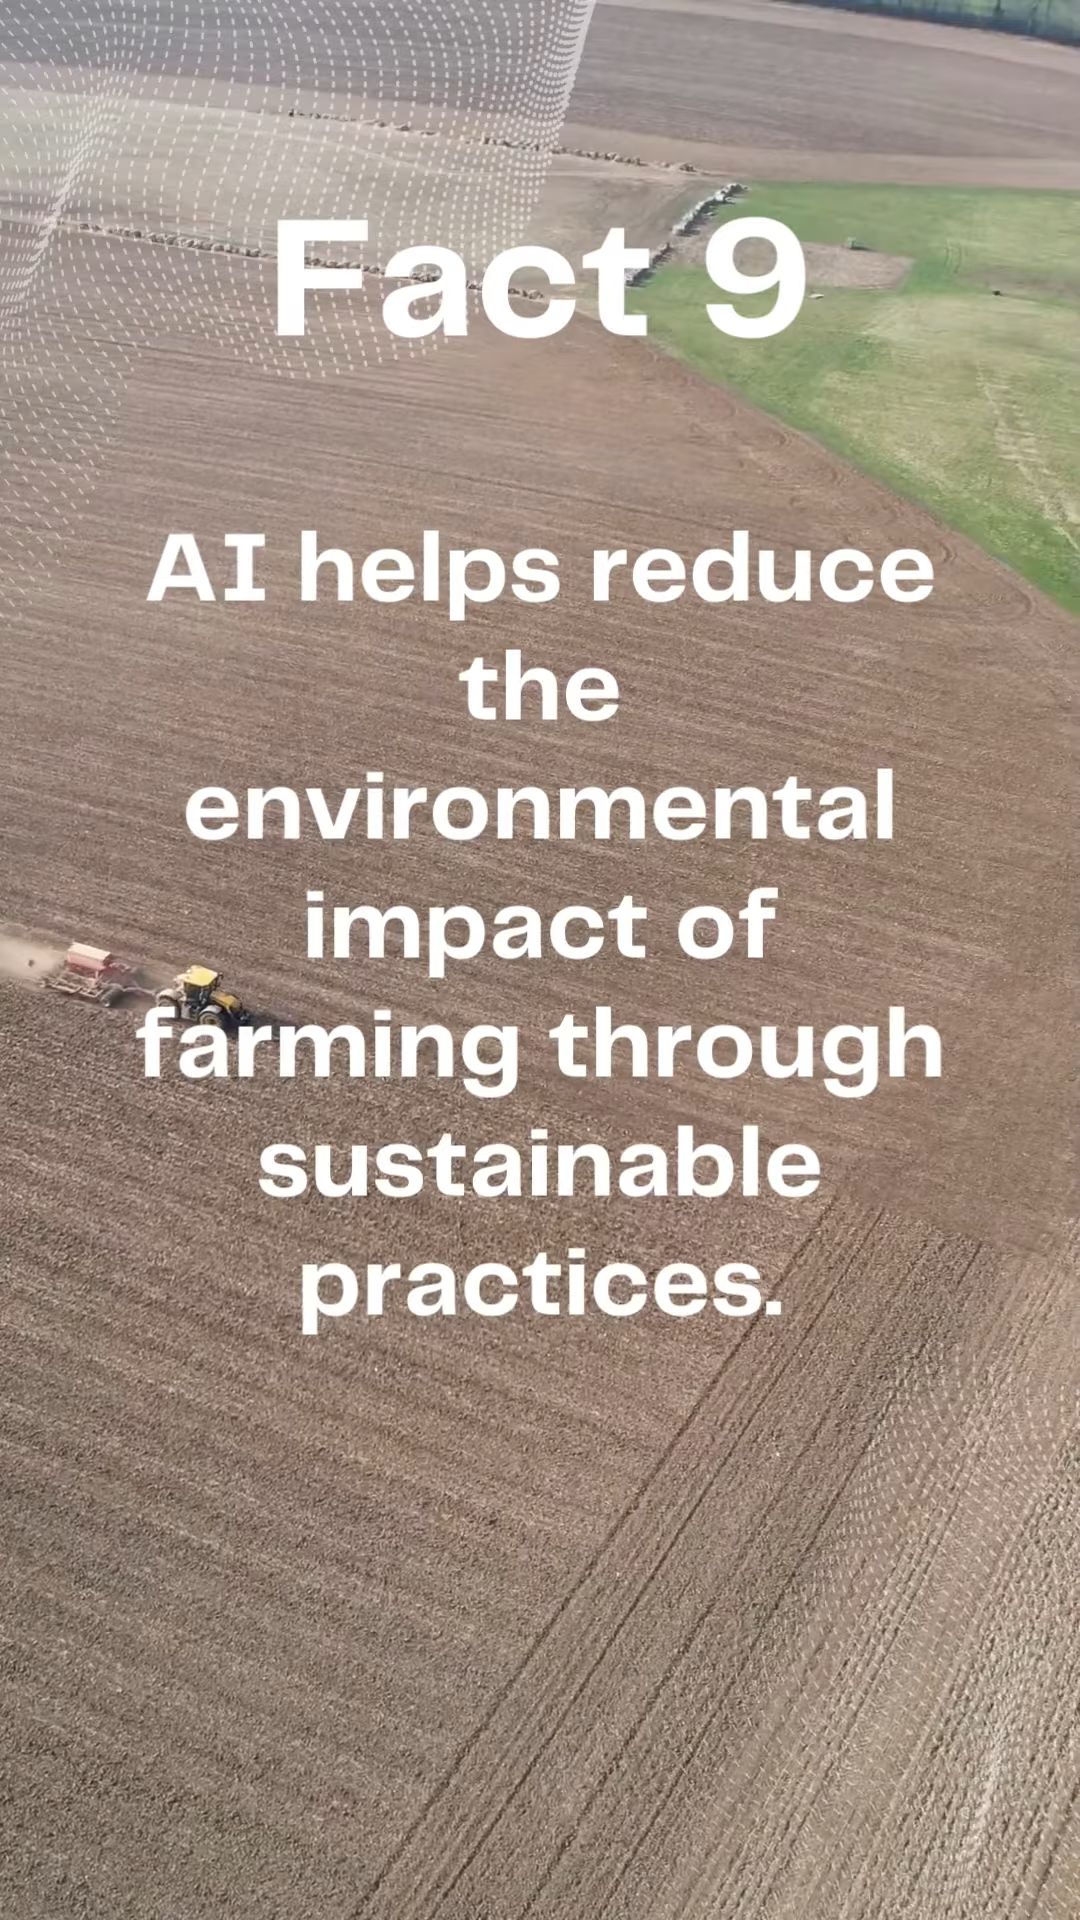 Fact 9
AI helps reduce
the
environmental
impact of
farming through
sustainable
practices.